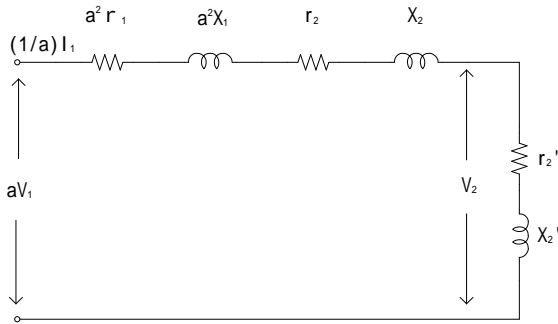 a² r₁
a²X₁
r₂
X₂
(1/a) I₁
r₂'
aV₁
V₂
X₂'